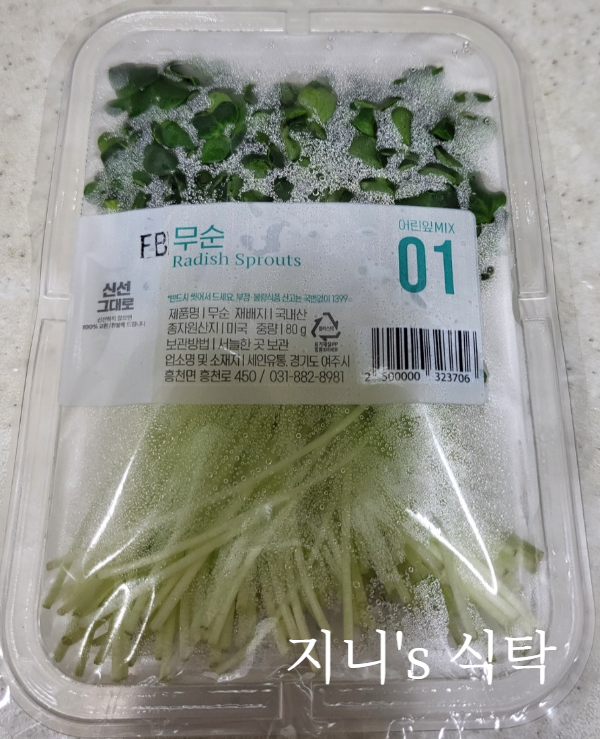 FB 무순
Radish Sprouts
어린잎MIX
01
신선
그대로
*반드시 씻어서 드세요, 부정·불량식품 신고는 국번없이 1399
제품명 | 무순 재배지 | 국내산
종자원산지 | 미국 중량 | 80 g
보관방법 | 서늘한 곳 보관
업소명 및 소재지 | 세인유통, 경기도 여주시
흥천면 흥천로 450 / 031-882-8981
2 500000 323706
지니's 식탁